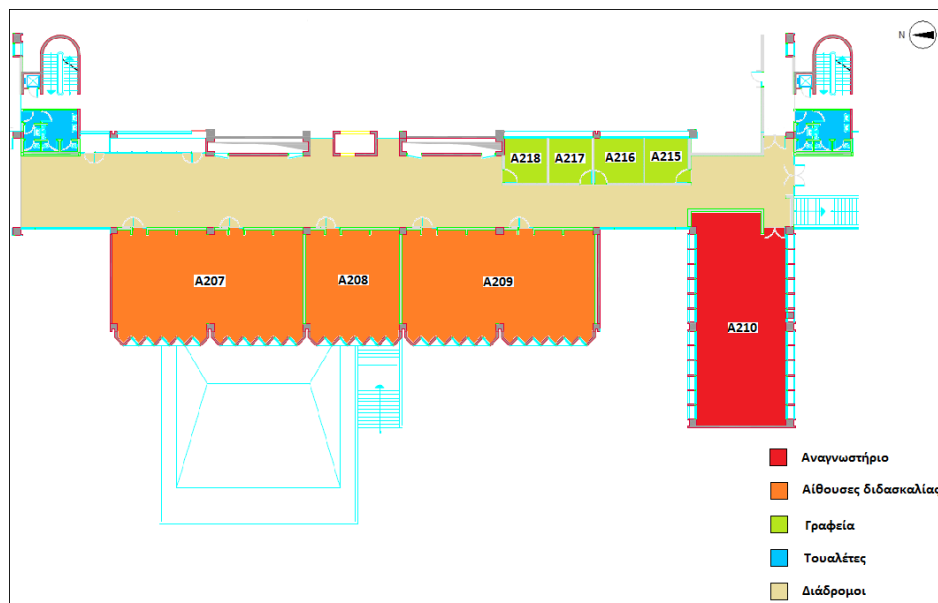 N
A218 A217 A216 A215
A207 A208 A209
A210
Αναγνωστήριο
Αίθουσες διδασκαλίας
Γραφεία
Τουαλέτες
Διάδρομοι